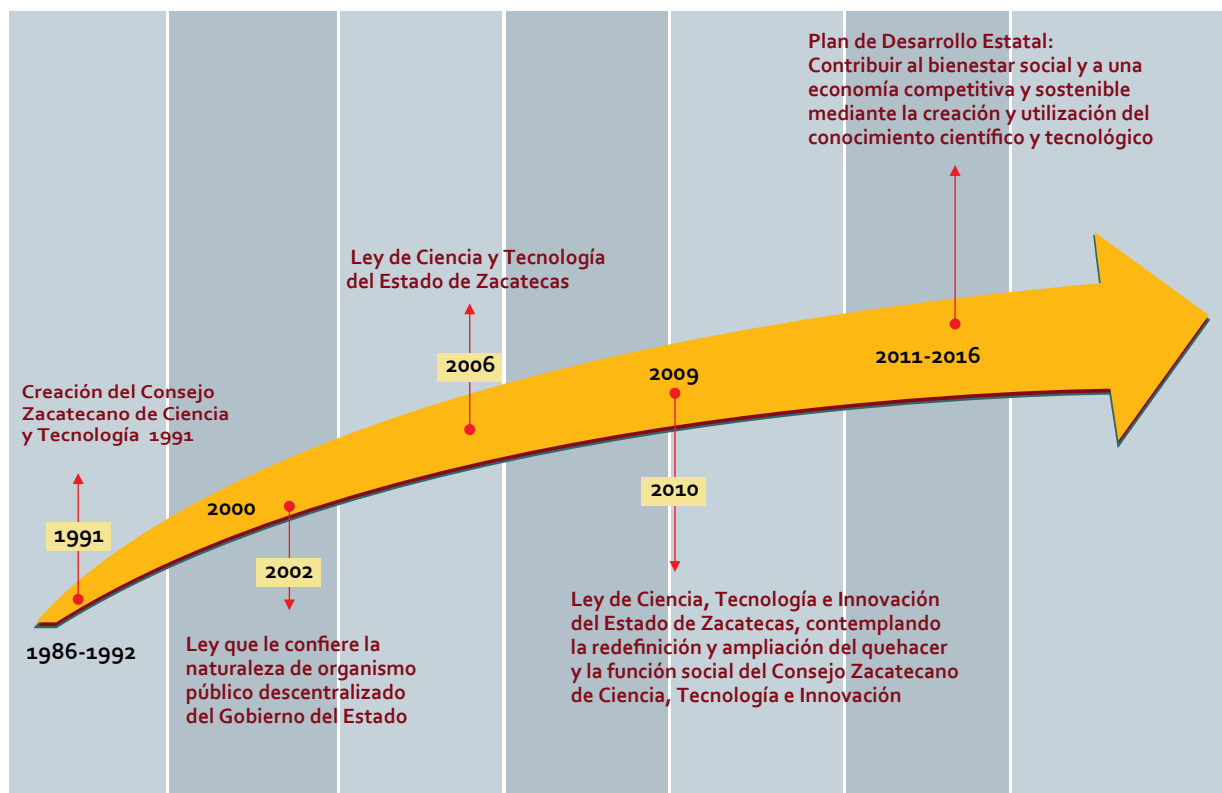 Plan de Desarrollo Estatal:
Contribuir al bienestar social y a una
economía competitiva y sostenible
mediante la creación y utilización del
conocimiento científico y tecnológico
Ley de Ciencia y Tecnología
del Estado de Zacatecas
2006
2009
2011-2016
Creación del Consejo
Zacatecano de Ciencia
y Tecnología 1991
1991
2000
2002
2010
1986-1992
Ley que le confiere la
naturaleza de organismo
público descentralizado
del Gobierno del Estado
Ley de Ciencia, Tecnología e Innovación
del Estado de Zacatecas, contemplando
la redefinición y ampliación del quehacer
y la función social del Consejo Zacatecano
de Ciencia, Tecnología e Innovación